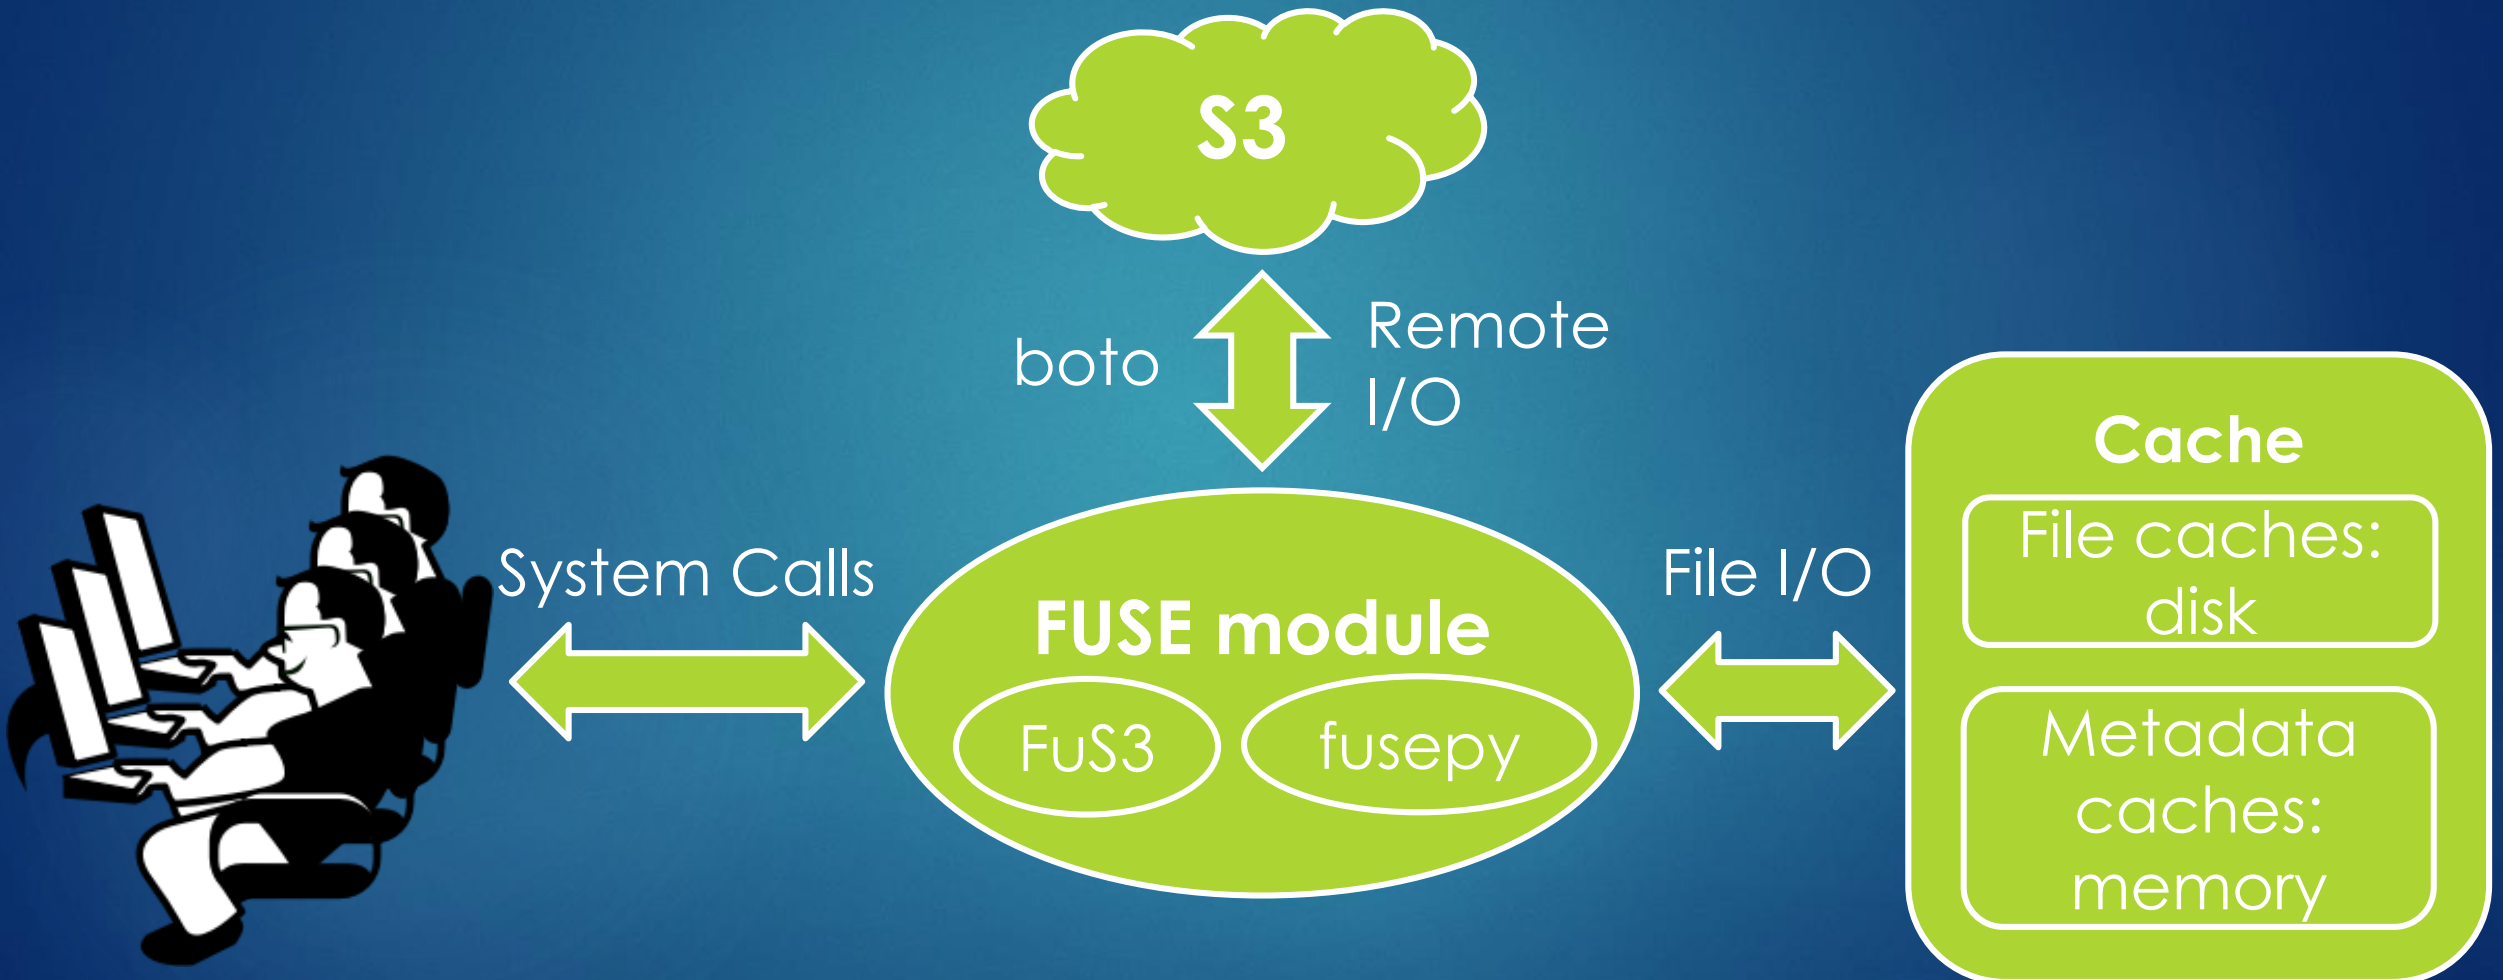 S3
boto
Remote
I/O
System Calls
FUSE module
FuS3
fusepy
File I/O
Cache
File caches:
disk
Metadata
caches:
memory